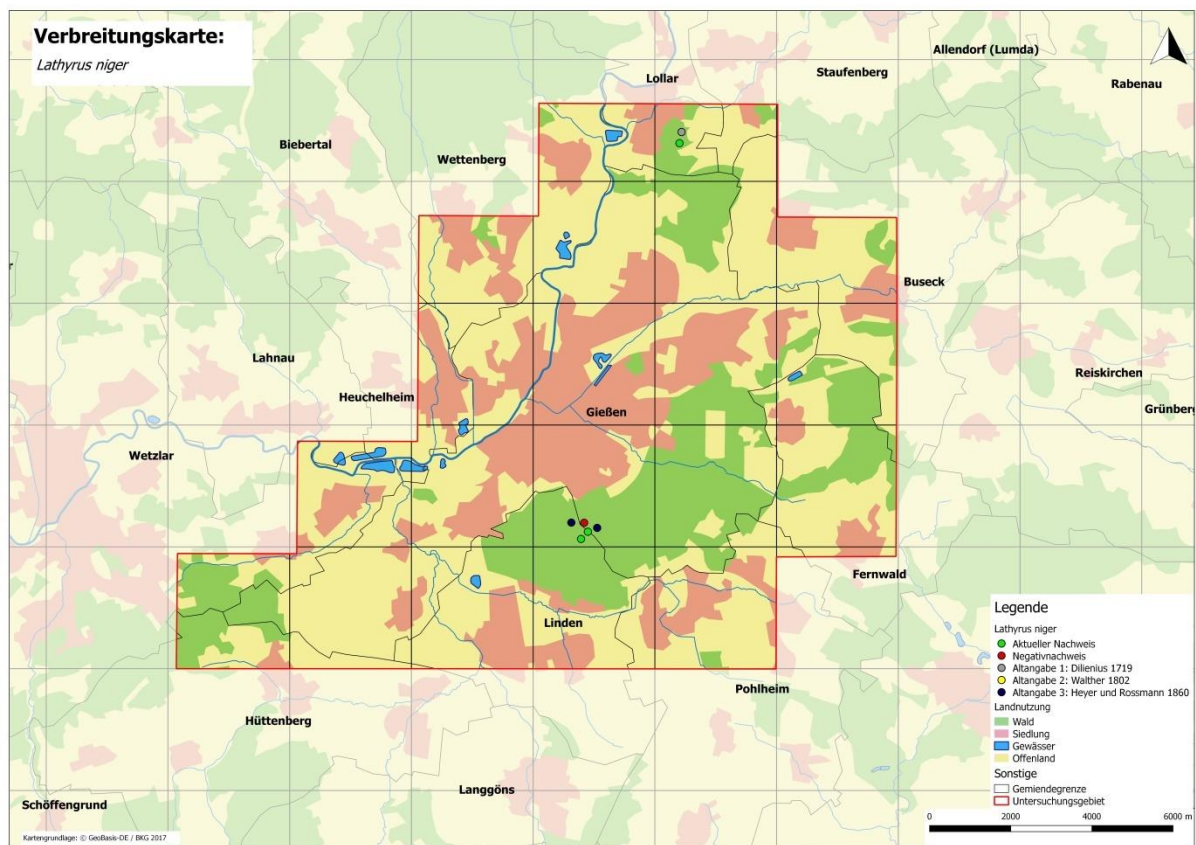 Verbreitungskarte:
Lathyrus niger
Allendorf (Lumda)
Lollar
Staufenberg
Rabenau
Biebertal
Wettenberg
Buseck
Lahnau
Reiskirchen
Heuchelheim
Gießen
Grünberg
Wetzlar
Fernwald
Linden
Pohlheim
Hüttenberg
Langgöns
Schöffengrund
Legende
Lathyrus niger
Aktueller Nachweis
Negativnachweis
Altangabe 1: Dilienius 1719
Altangabe 2: Walther 1802
Altangabe 3: Heyer und Rossmann 1860
Landnutzung
Wald
Siedlung
Gewässer
Offenland
Sonstige
Gemiendegrenze
Untersuchungsgebiet
0 2000 4000 6000 m
Kartengrundlage: © GeoBasis-DE / BKG 2017